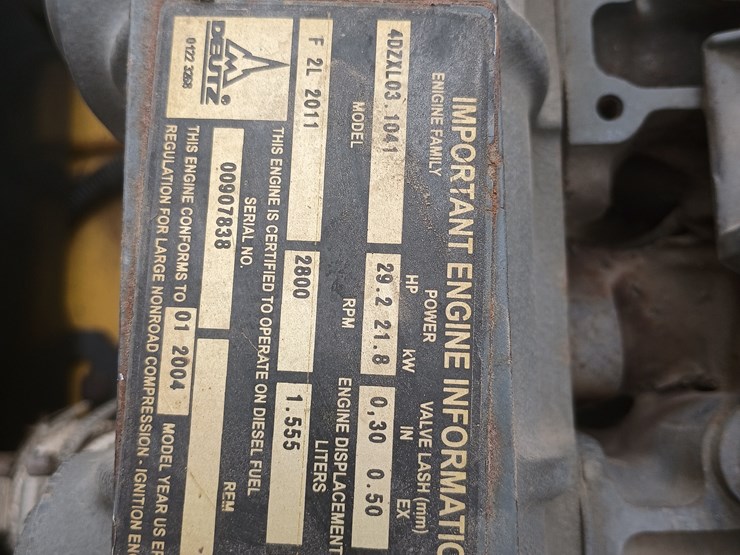 IMPORTANT ENGINE INFORMATIO
ENGINE FAMILY POWER VALVE LASH (mm)
HP kW IN EX
4DZXL03.1041 29.2 21.8 0,30 0.50
MODEL RPM ENGINE DISPLACEMENT
LITERS
F 2L 2011 2800 1.555
THIS ENGINE IS CERTIFIED TO OPERATE ON DIESEL FUEL
SERIAL NO. REM
00907838
THIS ENGINE CONFORMS TO 01 2004 MODEL YEAR US EP
REGULATION FOR LARGE NONROAD COMPRESSION - IGNITION EN
DEUTZ ®
0122 3268